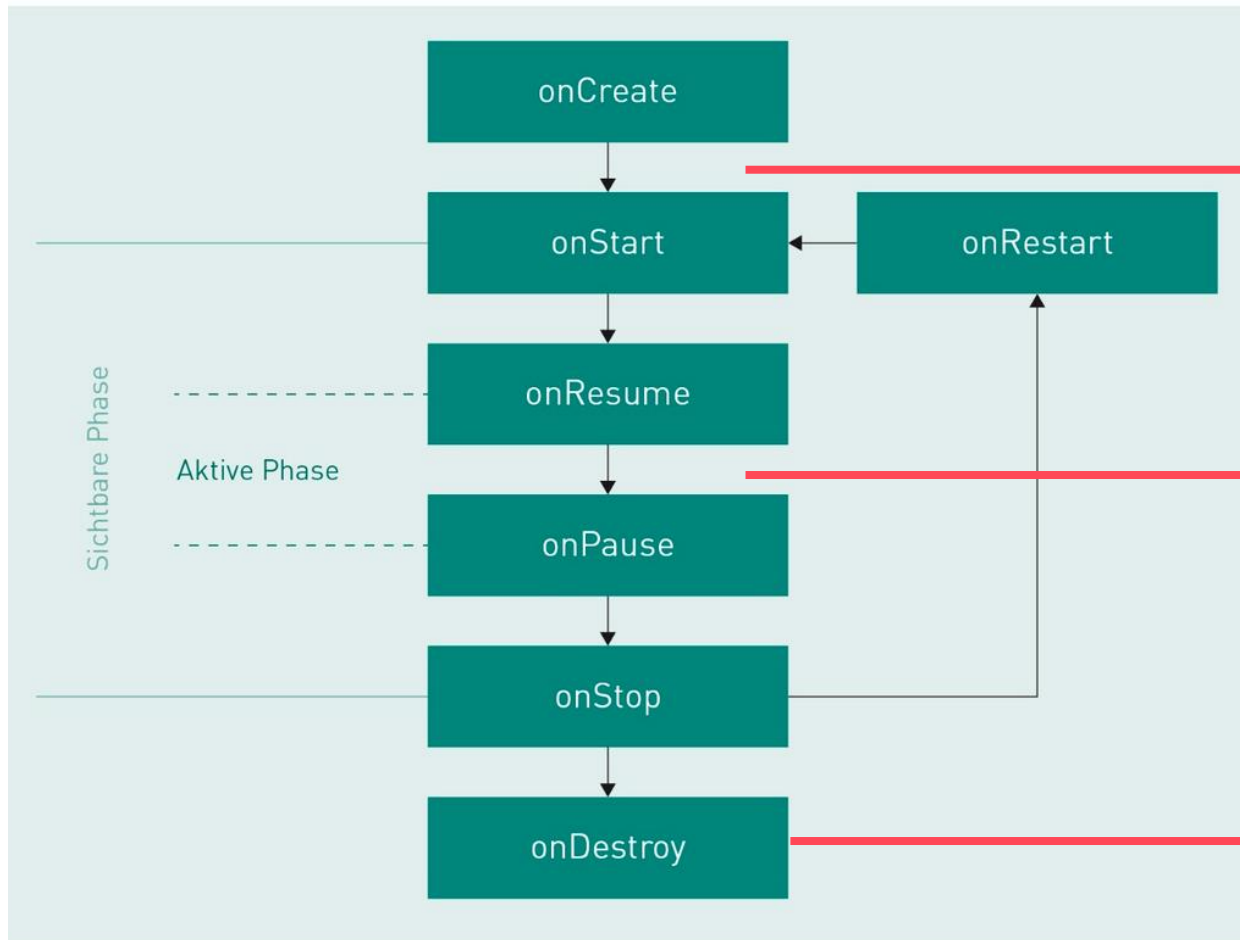 onCreate
onStart
onRestart
onResume
Sichtbare Phase
Aktive Phase
onPause
onStop
onDestroy